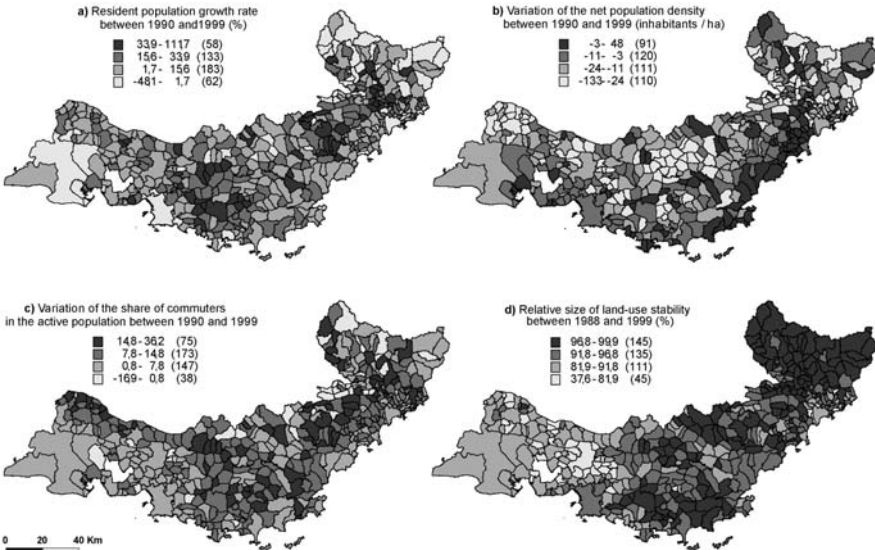 a) Resident population growth rate
between 1990 and1999 (%)
33,9-111,7 (58)
15,6- 33,9 (133)
1,7- 15,6 (183)
-48,1- 1,7 (62)
b) Variation of the net population density
between 1990 and 1999 (inhabitants / ha)
-3- 48 (91)
-11- -3 (120)
-24--11 (111)
-133--24 (110)
c) Variation of the share of commuters
in the active population between 1990 and 1999
14,8- 36,2 (75)
7,8- 14,8 (173)
0,8- 7,8 (147)
-16,9- 0,8 (38)
d) Relative size of land-use stability
between 1988 and 1999 (%)
96,8-99,9 (145)
91,8-96,8 (135)
81,9-91,8 (111)
37,6-81,9 (45)
0 20 40 Km